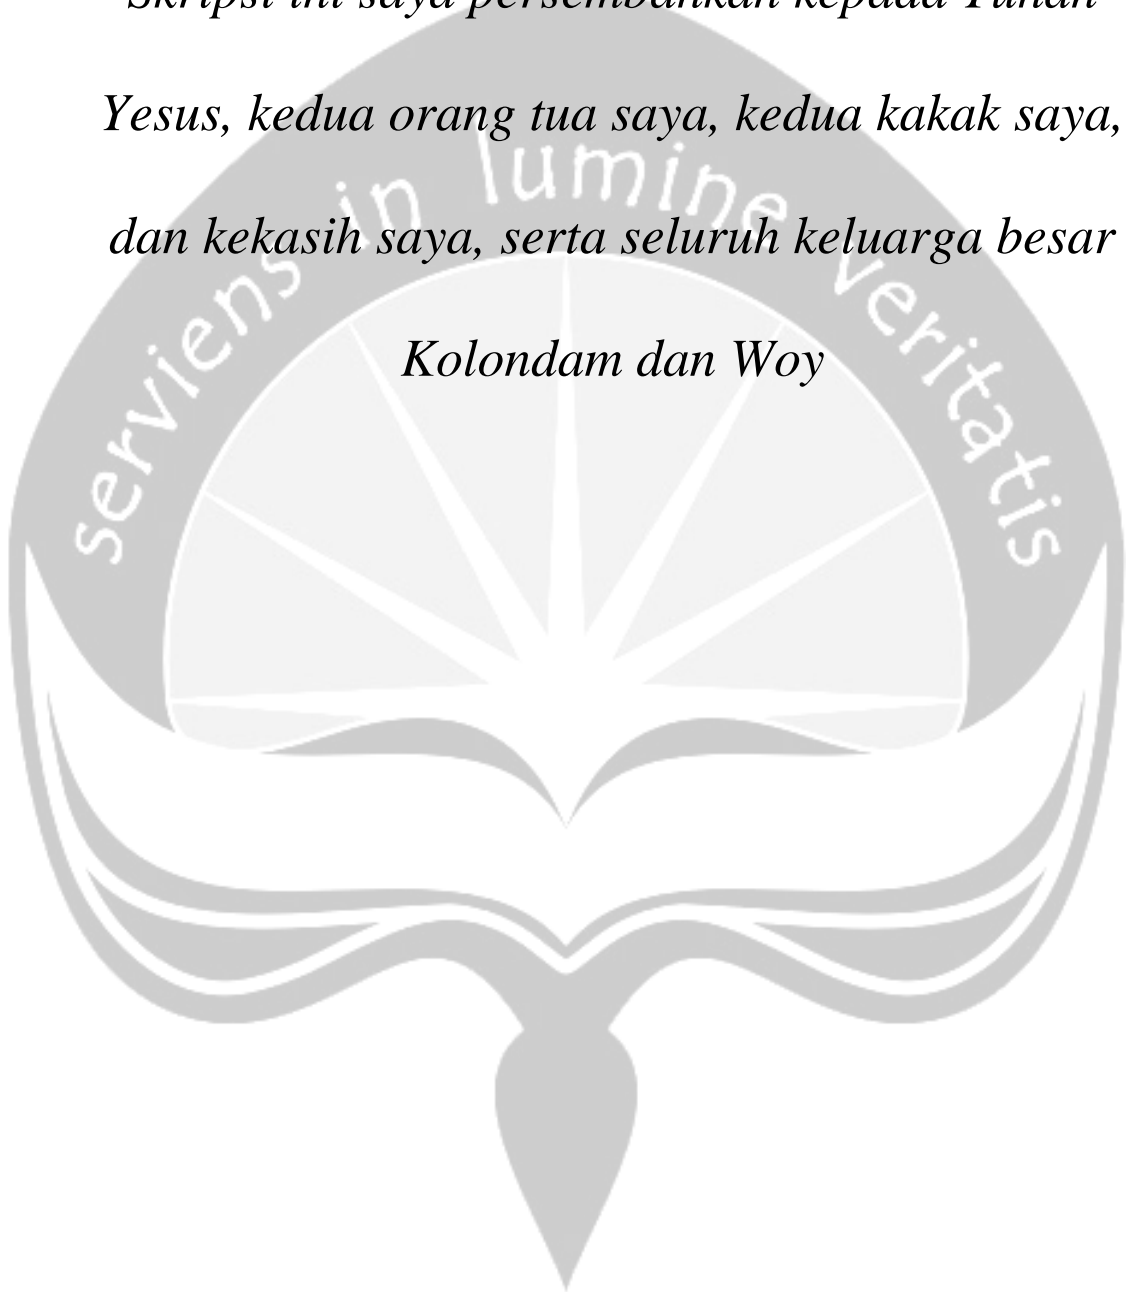 Skripsi ini saya persembahkan kepada Tuhan
Yesus, kedua orang tua saya, kedua kakak saya,
dan kekasih saya, serta seluruh keluarga besar
Kolondam dan Woy
serviens in lumine veritatis